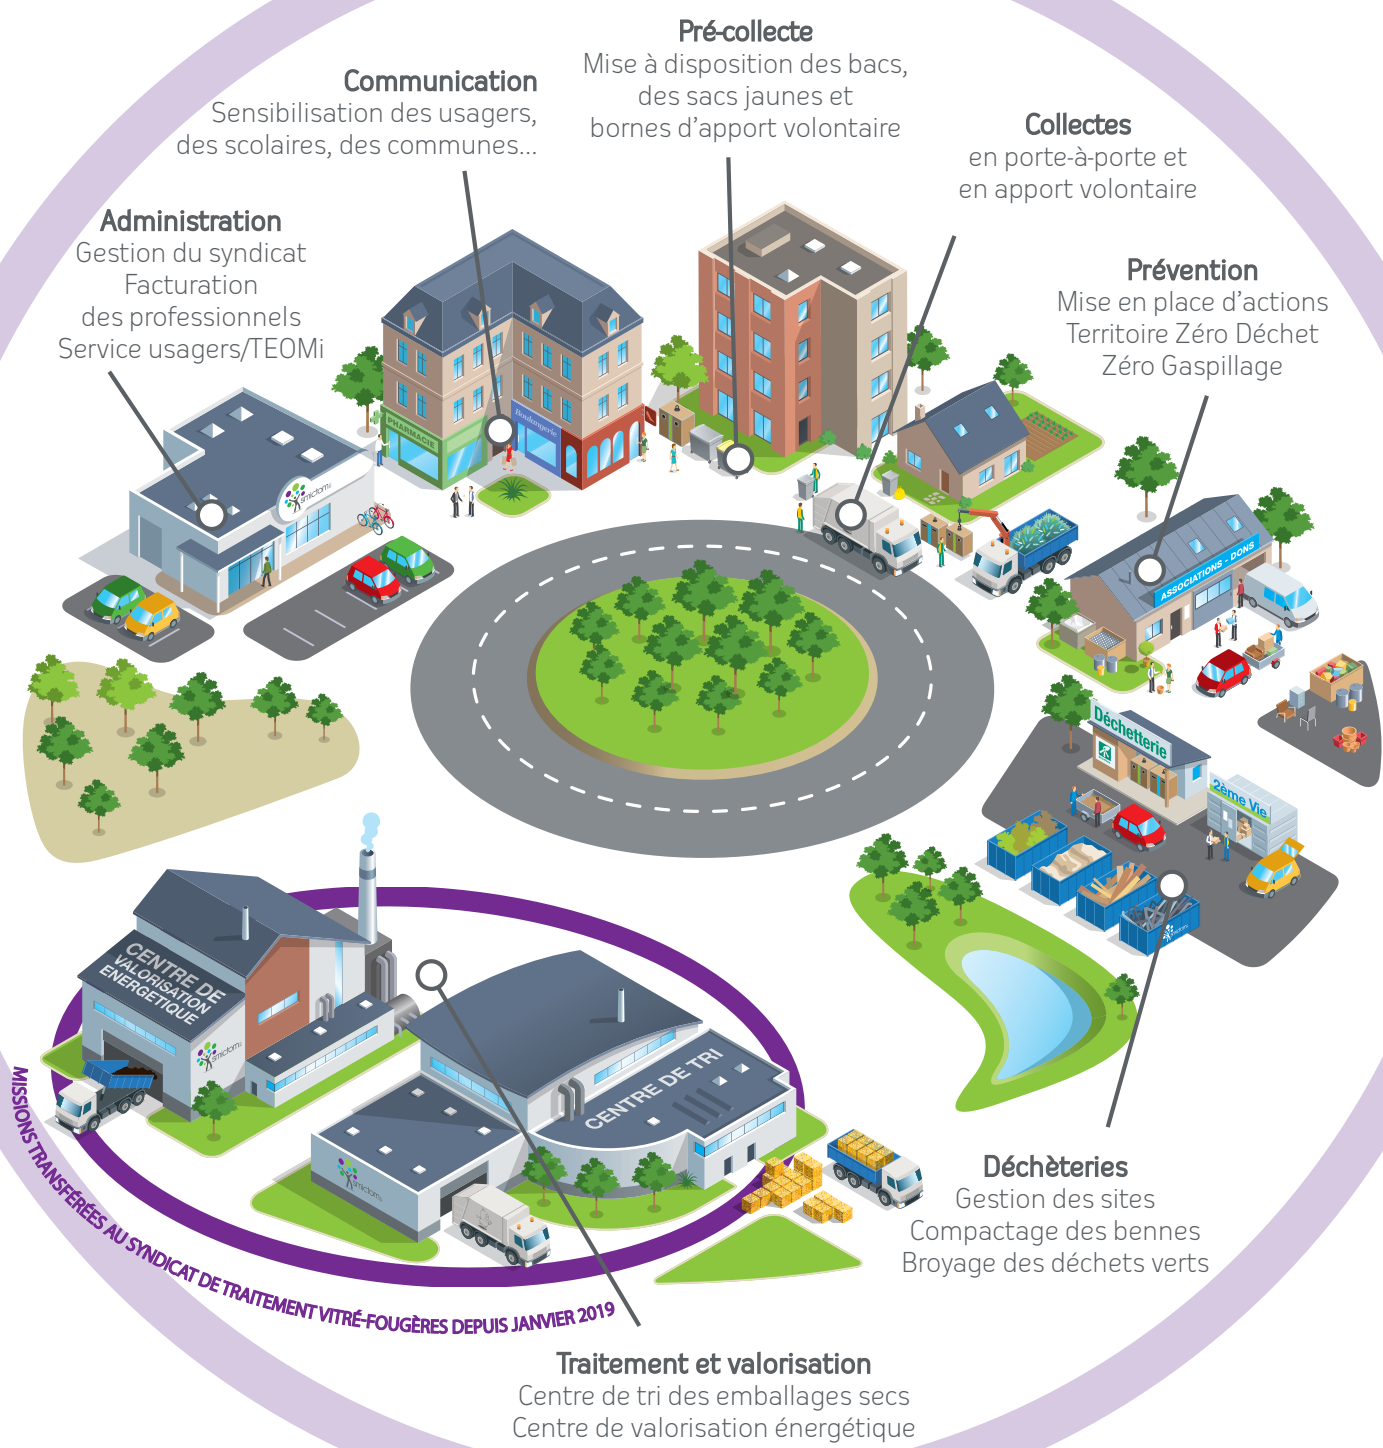 Pré-collecte
Mise à disposition des bacs,
des sacs jaunes et
bornes d'apport volontaire
Communication
Sensibilisation des usagers,
des scolaires, des communes...
Collectes
en porte-à-porte et
en apport volontaire
Administration
Gestion du syndicat
Facturation
des professionnels
Service usagers/TEOMi
Prévention
Mise en place d'actions
Territoire Zéro Déchet
Zéro Gaspillage
PHARMACIE
Boulangerie
smictom
ASSOCIATIONS - DONS
Déchetterie
2ème Vie
smictom
CENTRE DE
VALORISATION
ENERGETIQUE
smictom
CENTRE DE TRI
smictom
MISSIONS TRANSFÉRÉES AU SYNDICAT DE TRAITEMENT VITRÉ-FOUGÈRES DEPUIS JANVIER 2019
Déchèteries
Gestion des sites
Compactage des bennes
Broyage des déchets verts
Traitement et valorisation
Centre de tri des emballages secs
Centre de valorisation énergétique